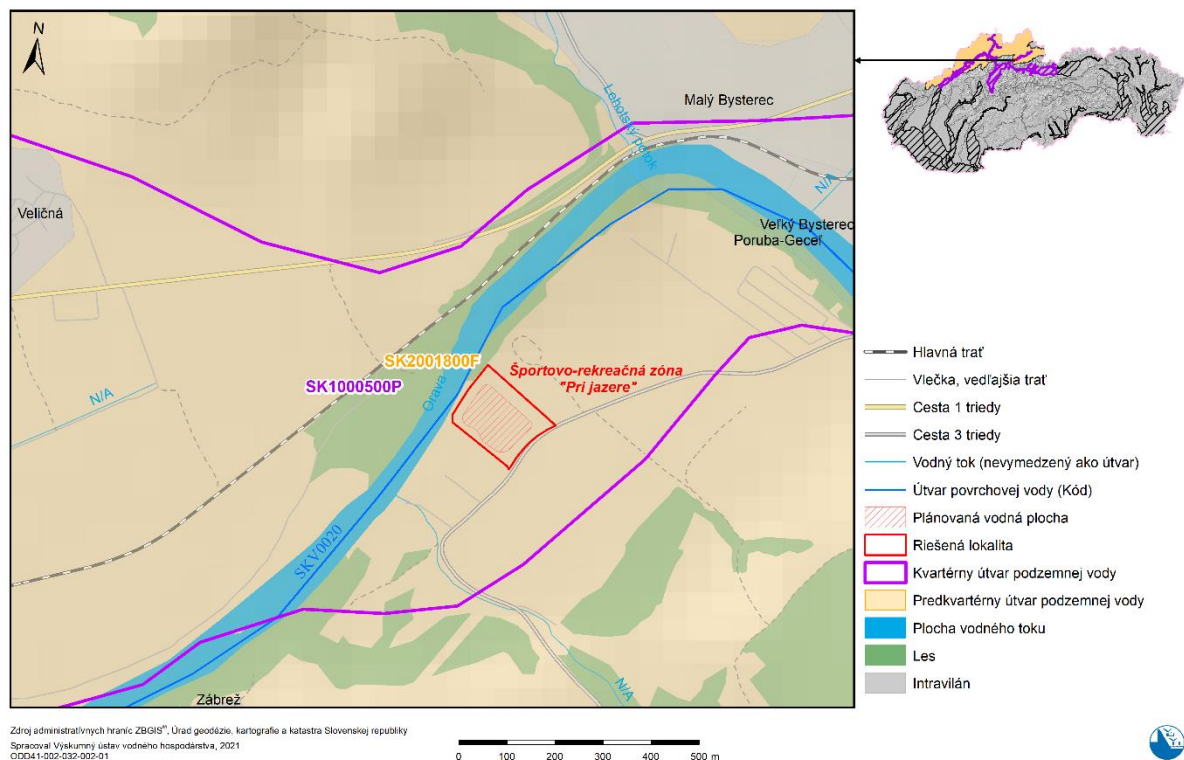 N
Malý Bysterec
Lehotský potok
Veličná
N/A
Veľký Bysterec
Poruba-Geceľ
SK2001800F
SK1000500P
Športovo-rekreačná zóna
"Pri jazere"
Orava
N/A
SKV0020
Zábrež
N/A
Hlavná trať
Vlečka, vedľajšia trať
Cesta 1 triedy
Cesta 3 triedy
Vodný tok (nevymedzený ako útvar)
Útvar povrchovej vody (Kód)
Plánovaná vodná plocha
Riešená lokalita
Kvartérny útvar podzemnej vody
Predkvartérny útvar podzemnej vody
Plocha vodného toku
Les
Intravilán
Zdroj administratívnych hraníc ZBGIS®, Úrad geodézie, kartografie a katastra Slovenskej republiky
Spracoval Výskumný ústav vodného hospodárstva, 2021
ODD41-002-032-002-01
0 100 200 300 400 500 m